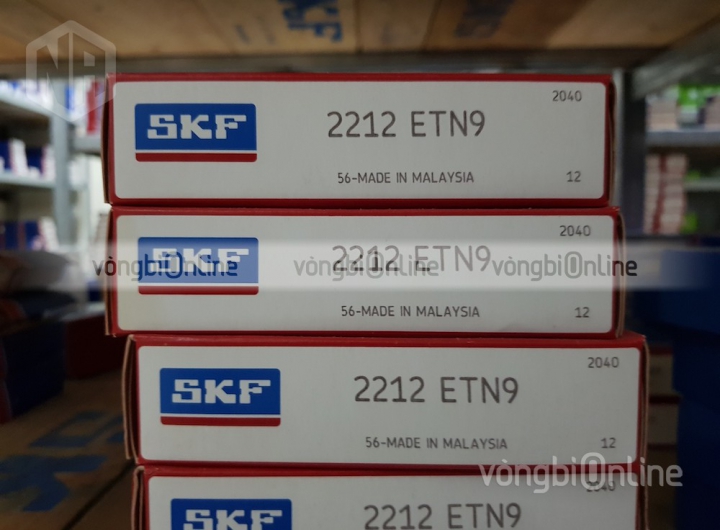 SKF
2212 ETN9
2040
56-MADE IN MALAYSIA
12
SKF
2212 ETN9
2040
vòngbiOnline vòngbiOnline vòngbiOnline
56-MADE IN MALAYSIA
12
SKF
2212 ETN9
2040
56-MADE IN MALAYSIA
12
vòngbiOnline
SKF
2212 ETN9
2040